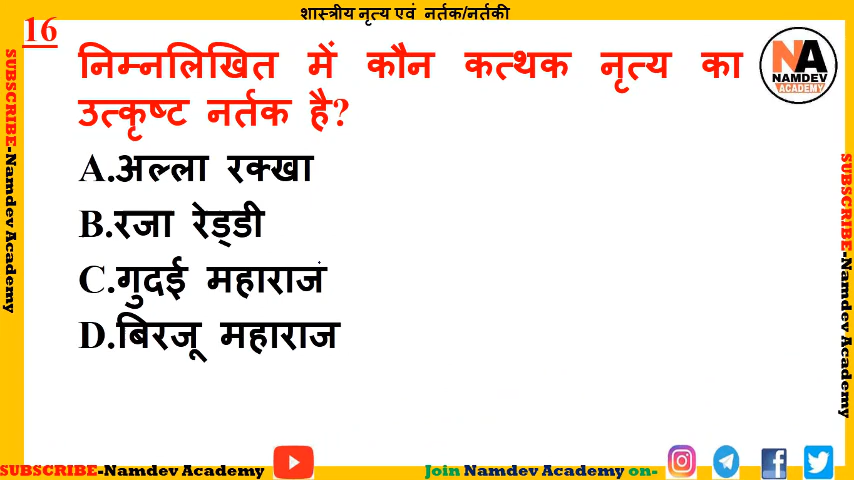 शास्त्रीय नृत्य एवं नर्तक/नर्तकी
16
निम्नलिखित में कौन कत्थक नृत्य का
उत्कृष्ट नर्तक है?
NA
NAMDEV
ACADEMY
A.अल्ला रक्खा
B.रजा रेड्डी
C.गुदई महाराजं
D.बिरजू महाराज
SUBSCRIBE-Namdev Academy
SUBSCRIBE-Namdev Academy
SUBSCRIBE-Namdev Academy
Join Namdev Academy on-